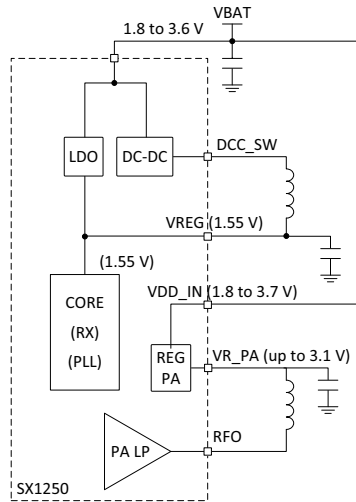 VBAT
1.8 to 3.6 V
LDO
DC-DC
DCC_SW
VREG (1.55 V)
(1.55 V)
CORE
(RX)
(PLL)
VDD_IN (1.8 to 3.7 V)
REG
PA
VR_PA (up to 3.1 V)
PA LP
RFO
SX1250